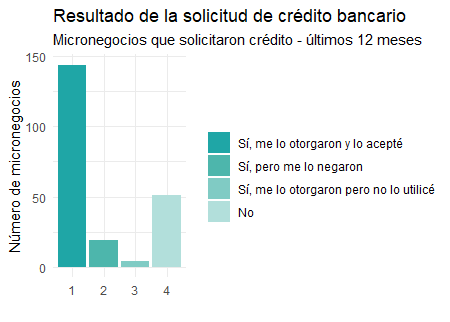 Resultado de la solicitud de crédito bancario
Micronegocios que solicitaron crédito - últimos 12 meses
Número de micronegocios
150
100
50
0
1 2 3 4
Sí, me lo otorgaron y lo acepté
Sí, pero me lo negaron
Sí, me lo otorgaron pero no lo utilicé
No